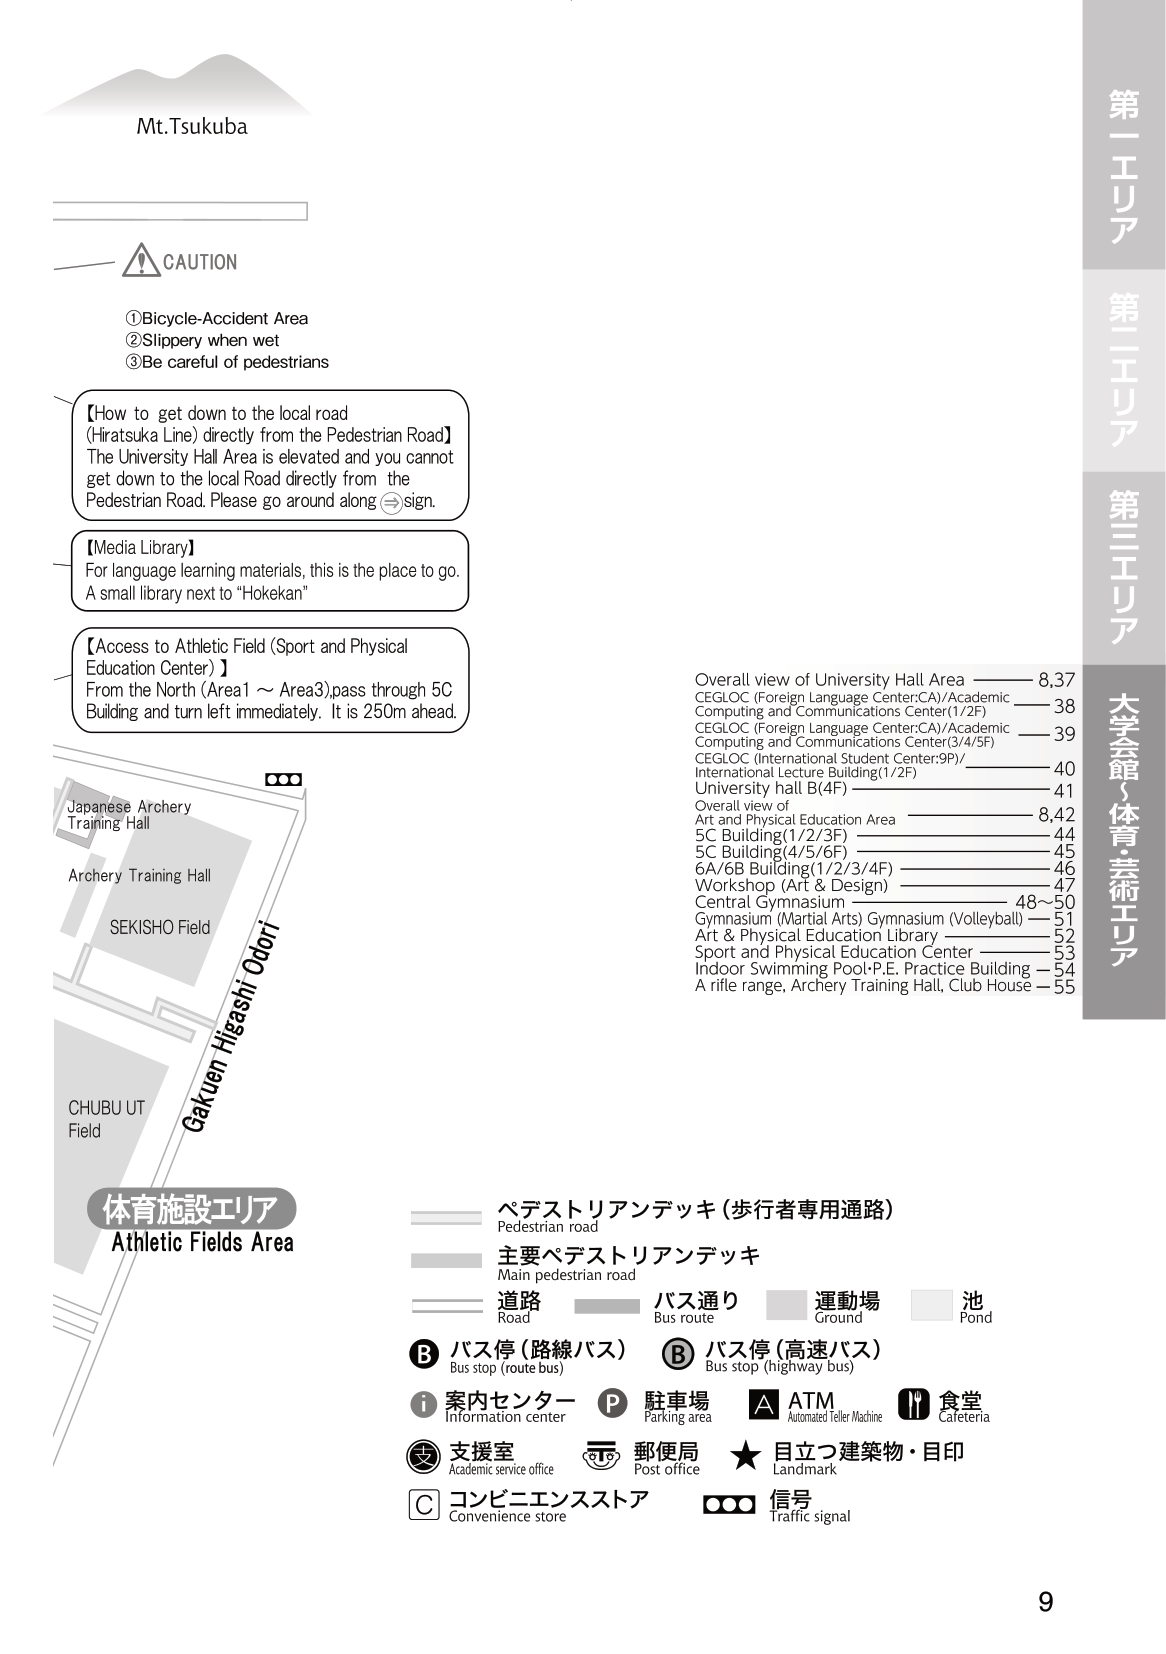 Mt.Tsukuba
CAUTION
①Bicycle-Accident Area
②Slippery when wet
③Be careful of pedestrians
【How to get down to the local road
(Hiratsuka Line) directly from the Pedestrian Road】
The University Hall Area is elevated and you cannot
get down to the local Road directly from the
Pedestrian Road. Please go around along ⇒ sign.
【Media Library】
For language learning materials, this is the place to go.
A small library next to “Hokekan”
【Access to Athletic Field (Sport and Physical
Education Center) 】
From the North (Area1 ～ Area3),pass through 5C
Building and turn left immediately. It is 250m ahead.
Japanese Archery
Training Hall
Archery Training Hall
SEKISHO Field
Gakuen Higashi Odori
CHUBU UT
Field
体育施設エリア
Athletic Fields Area
Overall view of University Hall Area 8,37
CEGLOC (Foreign Language Center:CA)/Academic
Computing and Communications Center(1/2F) 38
CEGLOC (Foreign Language Center:CA)/Academic
Computing and Communications Center(3/4/5F) 39
CEGLOC (International Student Center:9P)/
International Lecture Building(1/2F) 40
University hall B(4F) 41
Overall view of
Art and Physical Education Area 8,42
5C Building(1/2/3F) 44
5C Building(4/5/6F) 45
6A/6B Building(1/2/3/4F) 46
Workshop (Art & Design) 47
Central Gymnasium 48～50
Gymnasium (Martial Arts) Gymnasium (Volleyball) 51
Art & Physical Education Library 52
Sport and Physical Education Center 53
Indoor Swimming Pool･P.E. Practice Building 54
A rifle range, Archery Training Hall, Club House 55
第一エリア
第二エリア
第三エリア
大学会館～体育・芸術エリア
ペデストリアンデッキ（歩行者専用通路）
Pedestrian road
主要ペデストリアンデッキ
Main pedestrian road
道路
Road
バス通り
Bus route
運動場
Ground
池
Pond
B バス停（路線バス）
Bus stop (route bus)
B バス停（高速バス）
Bus stop (highway bus)
i 案内センター
Information center
P 駐車場
Parking area
A ATM
Automated Teller Machine
食堂
Cafeteria
支 支援室
Academic service office
郵便局
Post office
目立つ建築物・目印
Landmark
C コンビニエンスストア
Convenience store
信号
Traffic signal
9